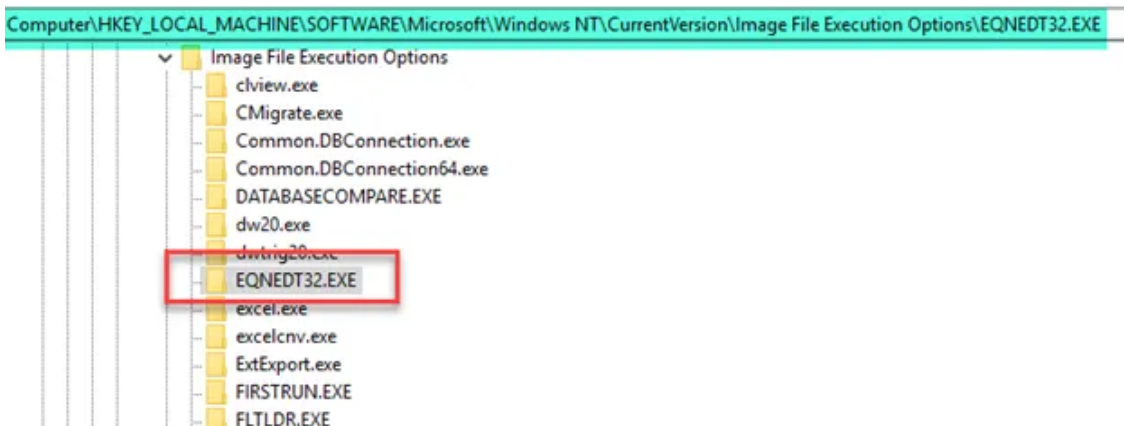 Computer\HKEY_LOCAL_MACHINE\SOFTWARE\Microsoft\Windows NT\CurrentVersion\Image File Execution Options\EQNEDT32.EXE
Image File Execution Options
clview.exe
CMigrate.exe
Common.DBConnection.exe
Common.DBConnection64.exe
DATABASECOMPARE.EXE
dw20.exe
dwtrig20.exe
EQNEDT32.EXE
excel.exe
excelcnv.exe
ExtExport.exe
FIRSTRUN.EXE
FLTLDR.EXE